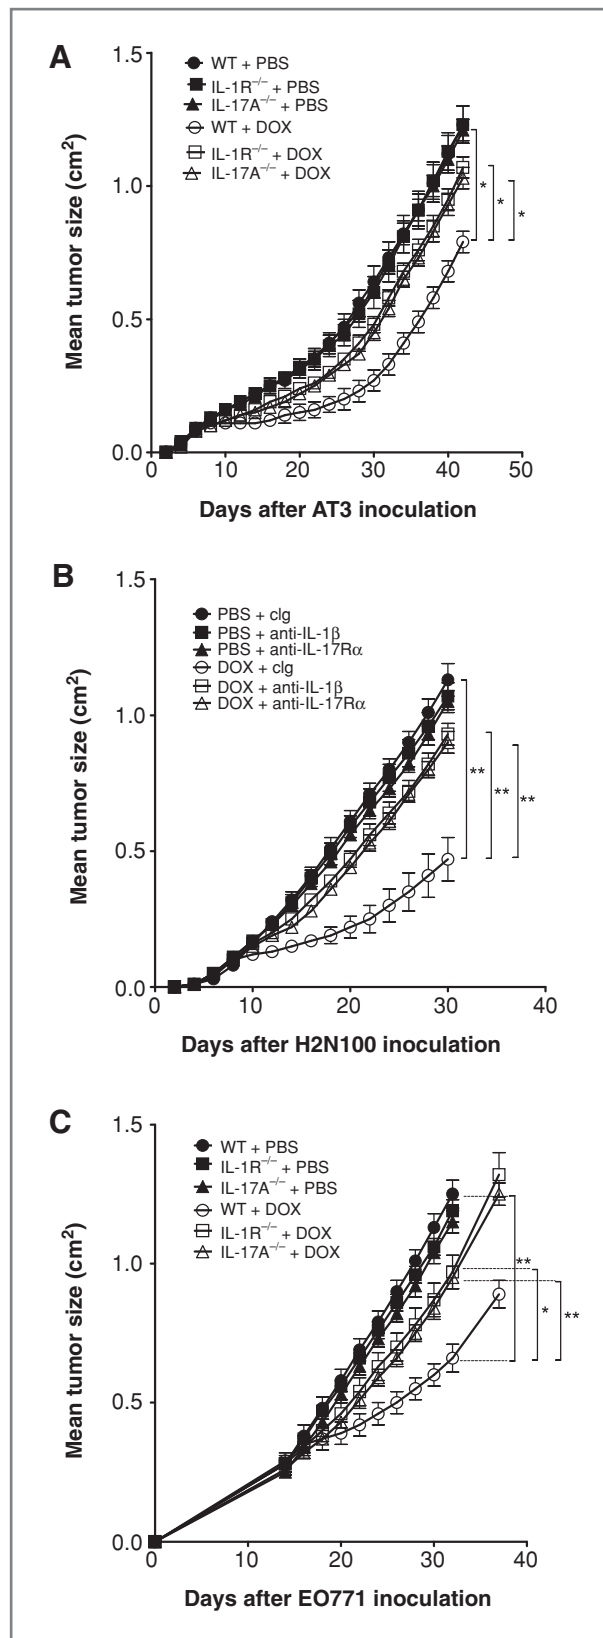 A
1.5
1.0
0.5
0.0
Mean tumor size (cm²)
WT + PBS
IL-1R⁻/⁻ + PBS
IL-17A⁻/⁻ + PBS
WT + DOX
IL-1R⁻/⁻ + DOX
IL-17A⁻/⁻ + DOX
* * *
0 10 20 30 40 50
Days after AT3 inoculation
B
1.5
1.0
0.5
0.0
Mean tumor size (cm²)
PBS + cIg
PBS + anti-IL-1β
PBS + anti-IL-17Rα
DOX + cIg
DOX + anti-IL-1β
DOX + anti-IL-17Rα
** ** **
0 10 20 30 40
Days after H2N100 inoculation
C
1.5
1.0
0.5
0.0
Mean tumor size (cm²)
WT + PBS
IL-1R⁻/⁻ + PBS
IL-17A⁻/⁻ + PBS
WT + DOX
IL-1R⁻/⁻ + DOX
IL-17A⁻/⁻ + DOX
** * **
0 10 20 30 40
Days after EO771 inoculation